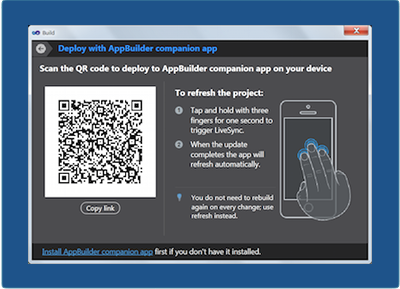 Build
Deploy with AppBuilder companion app
Scan the QR code to deploy to AppBuilder companion app on your device
To refresh the project:
1 Tap and hold with three
fingers for one second to
trigger LiveSync.
2 When the update
completes the app will
refresh automatically.
You do not need to rebuild
again on every change; use
refresh instead.
Copy link
Install AppBuilder companion app first if you don't have it installed.